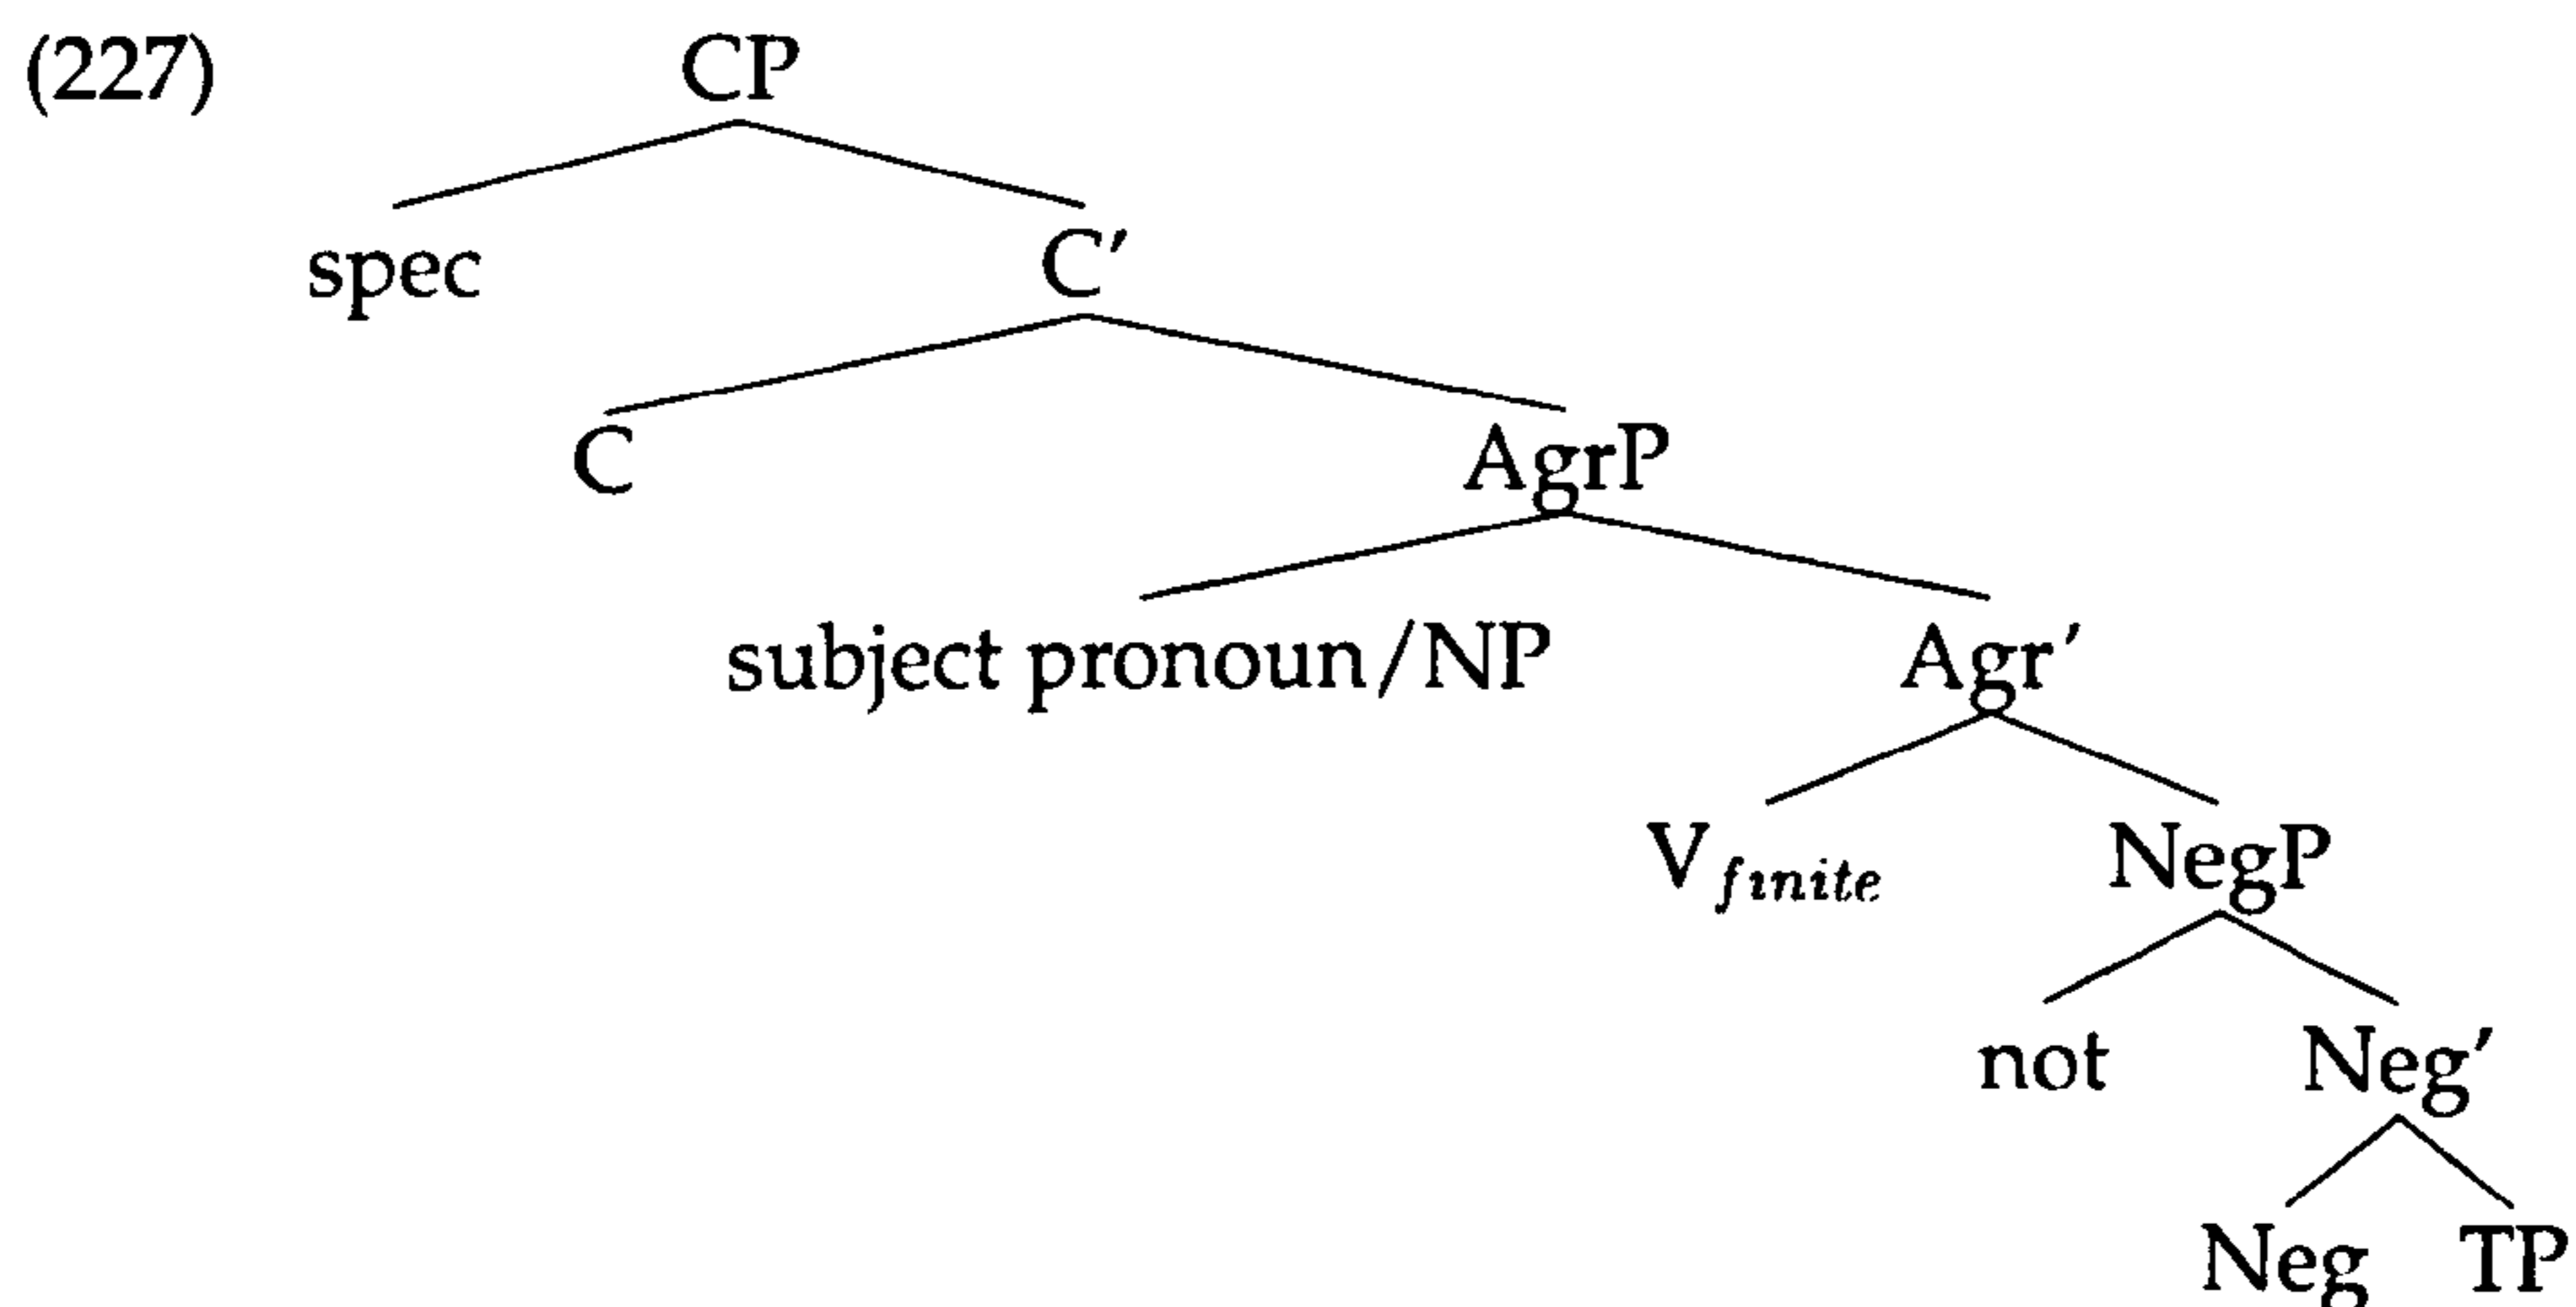 (227) CP
spec C′
C AgrP
subject pronoun/NP Agr′
V finite NegP
not Neg′
Neg TP